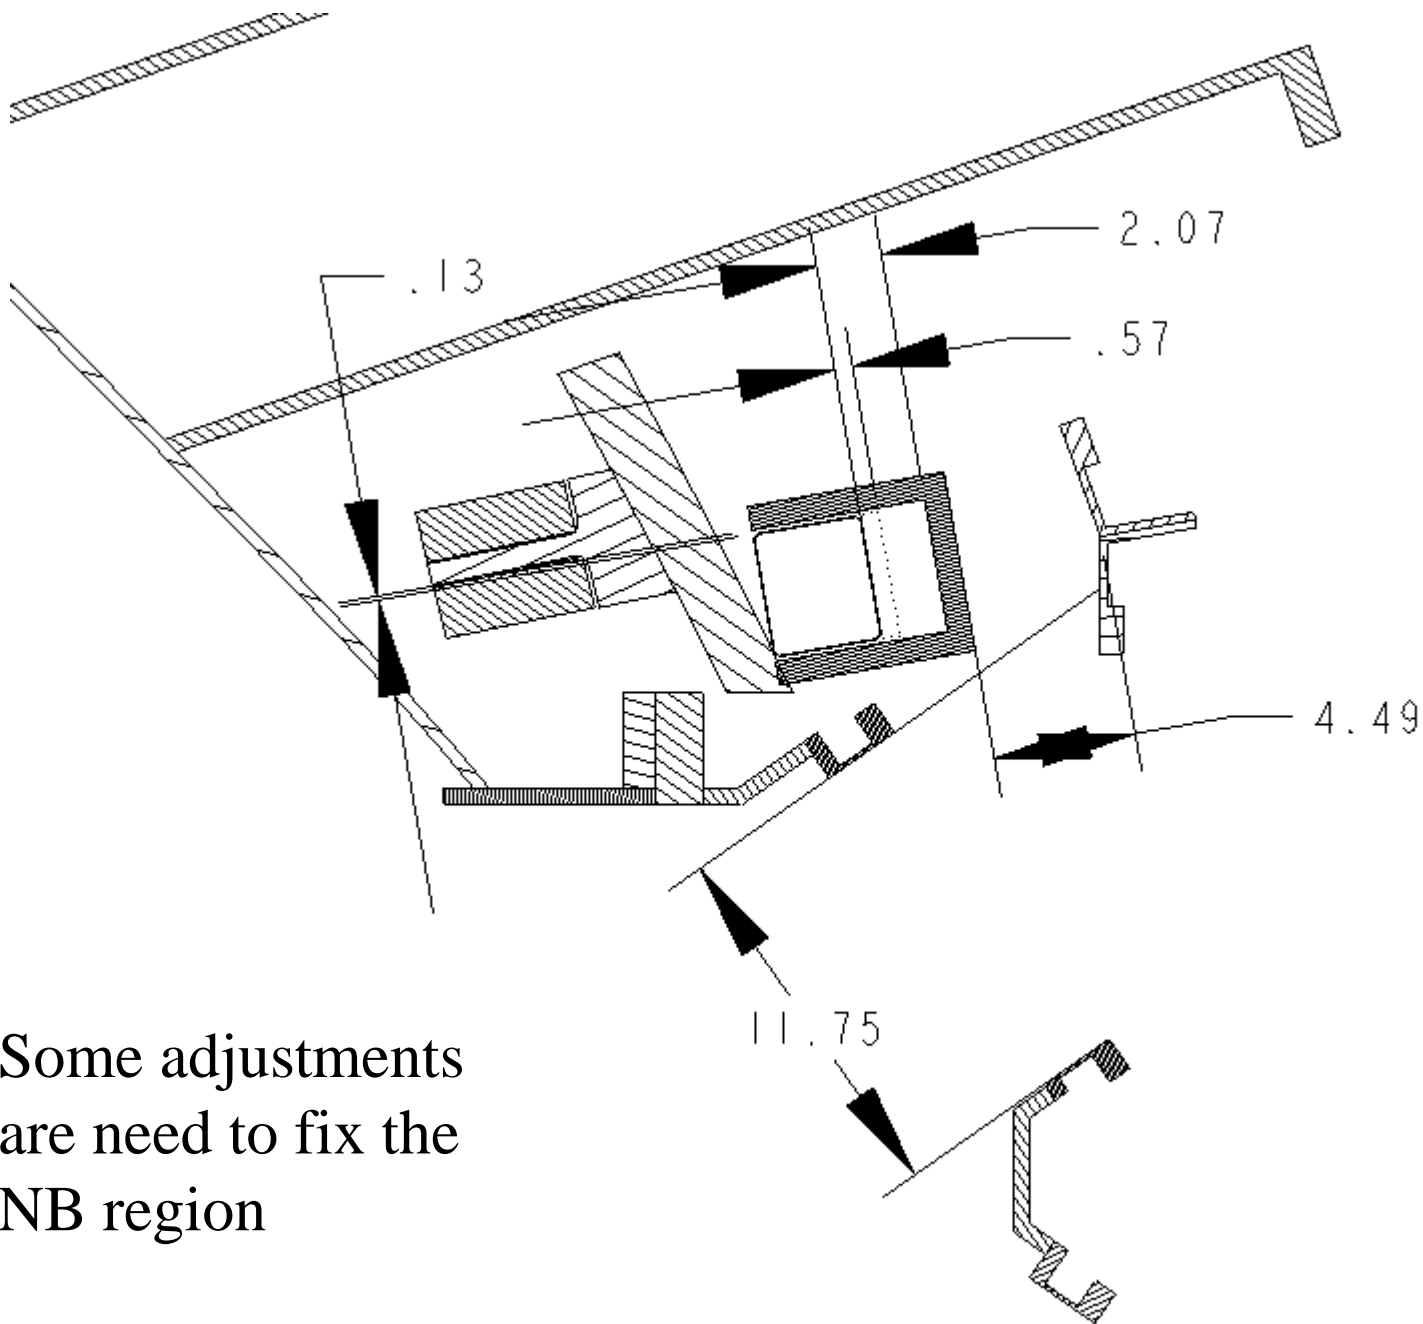 2.07
.13
.57
4.49
11.75
Some adjustments
are need to fix the
NB region